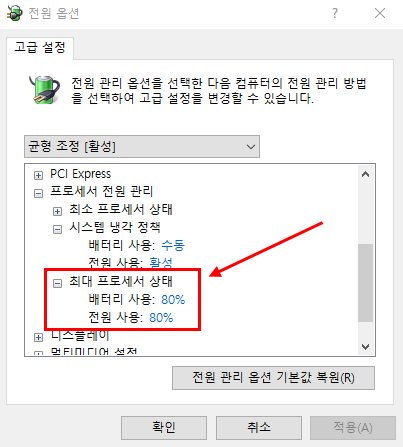 전원 옵션
고급 설정
전원 관리 옵션을 선택한 다음 컴퓨터의 전원 관리 방법
을 선택하여 고급 설정을 변경할 수 있습니다.
균형 조정 [활성]
PCI Express
프로세서 전원 관리
최소 프로세서 상태
시스템 냉각 정책
배터리 사용: 수동
전원 사용: 활성
최대 프로세서 상태
배터리 사용: 80%
전원 사용: 80%
디스플레이
멀티미디어 설정
전원 관리 옵션 기본값 복원(R)
확인
취소
적용(A)